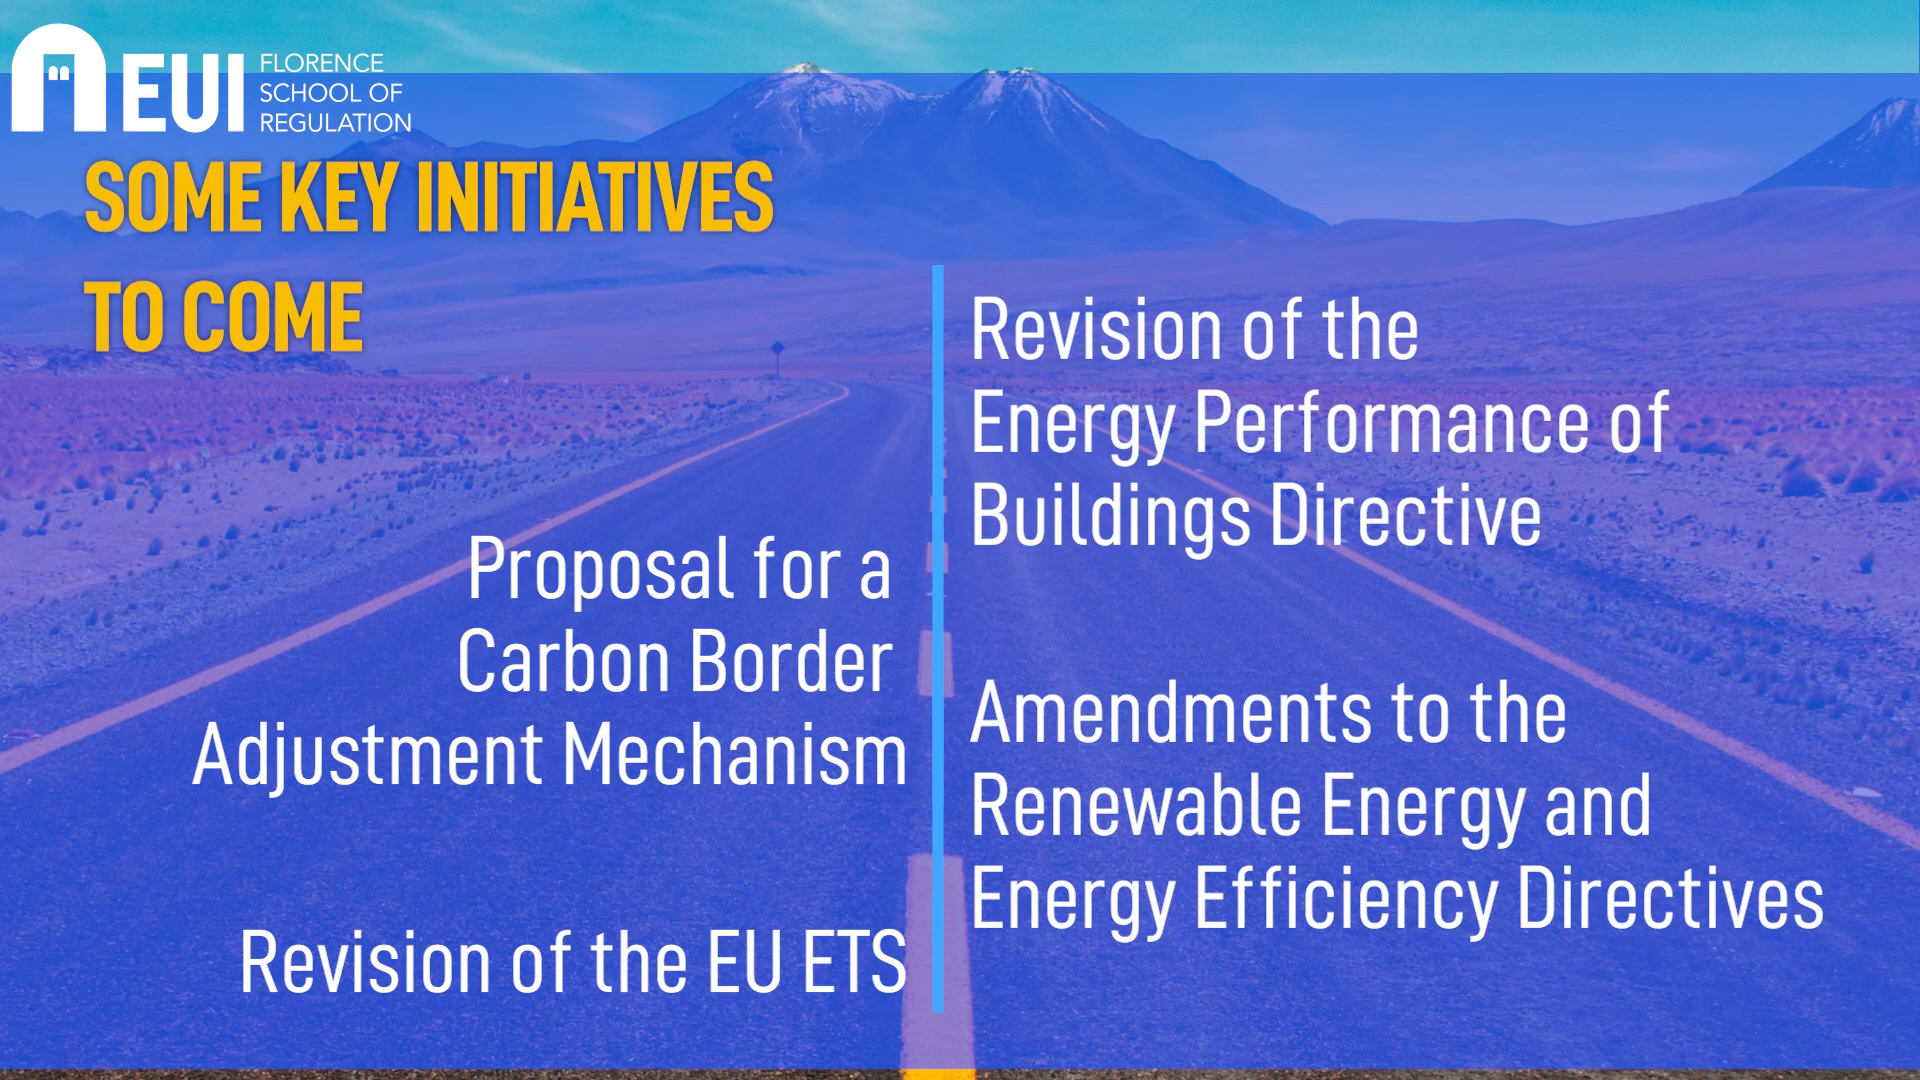 EUI
FLORENCE
SCHOOL OF
REGULATION
SOME KEY INITIATIVES
TO COME
Proposal for a
Carbon Border
Adjustment Mechanism
Revision of the EU ETS
Revision of the
Energy Performance of
Buildings Directive
Amendments to the
Renewable Energy and
Energy Efficiency Directives